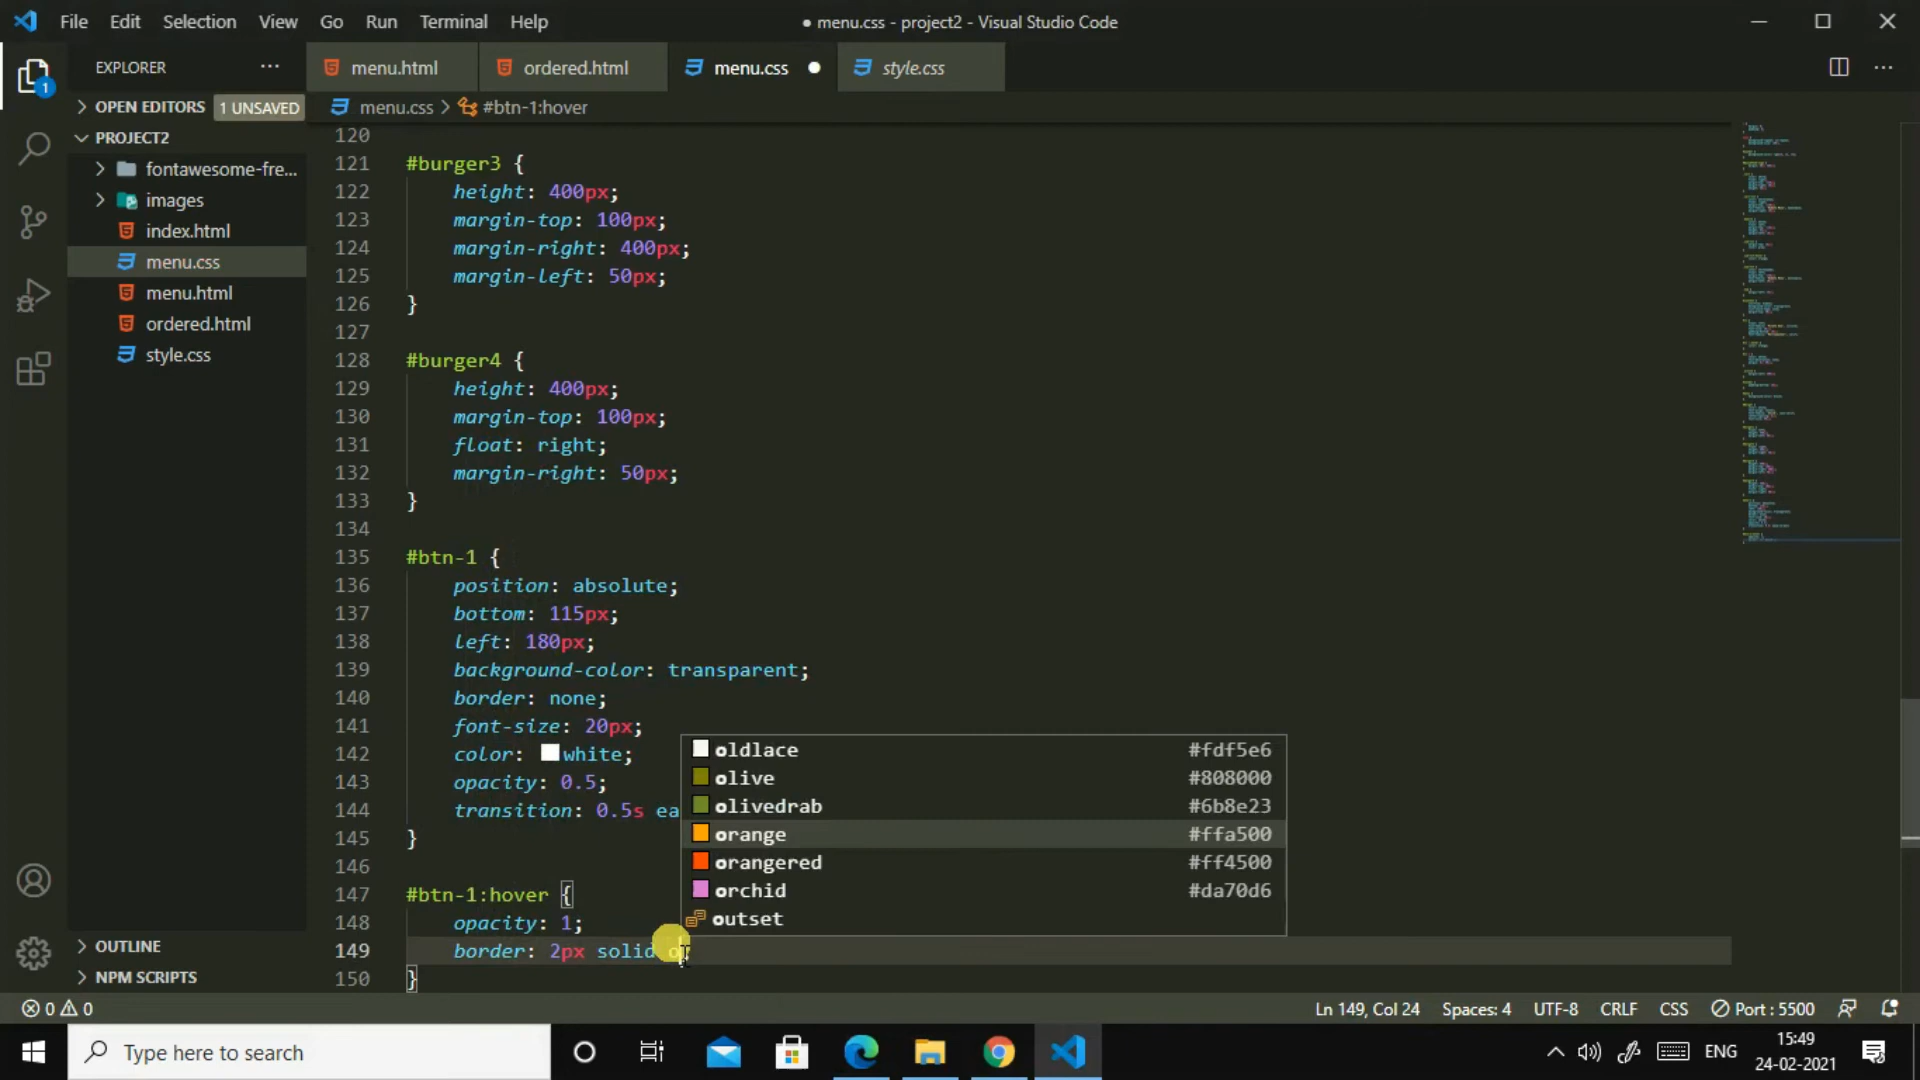 File Edit Selection View Go Run Terminal Help
● menu.css - project2 - Visual Studio Code
EXPLORER ...
menu.html ordered.html menu.css ● style.css
OPEN EDITORS 1 UNSAVED
menu.css > #btn-1:hover
PROJECT2
fontawesome-fre...
images
index.html
menu.css
menu.html
ordered.html
style.css
1
120
121 #burger3 {
122 height: 400px;
123 margin-top: 100px;
124 margin-right: 400px;
125 margin-left: 50px;
126 }
127
128 #burger4 {
129 height: 400px;
130 margin-top: 100px;
131 float: right;
132 margin-right: 50px;
133 }
134
135 #btn-1 {
136 position: absolute;
137 bottom: 115px;
138 left: 180px;
139 background-color: transparent;
140 border: none;
141 font-size: 20px;
142 color: white;
143 opacity: 0.5;
144 transition: 0.5s ea
145 }
146
147 #btn-1:hover {
148 opacity: 1;
149 border: 2px solid o;
150 }
oldlace #fdf5e6
olive #808000
olivedrab #6b8e23
orange #ffa500
orangered #ff4500
orchid #da70d6
outset
OUTLINE
NPM SCRIPTS
0 0
Ln 149, Col 24 Spaces: 4 UTF-8 CRLF CSS Port : 5500
Type here to search
ENG
15:49
24-02-2021